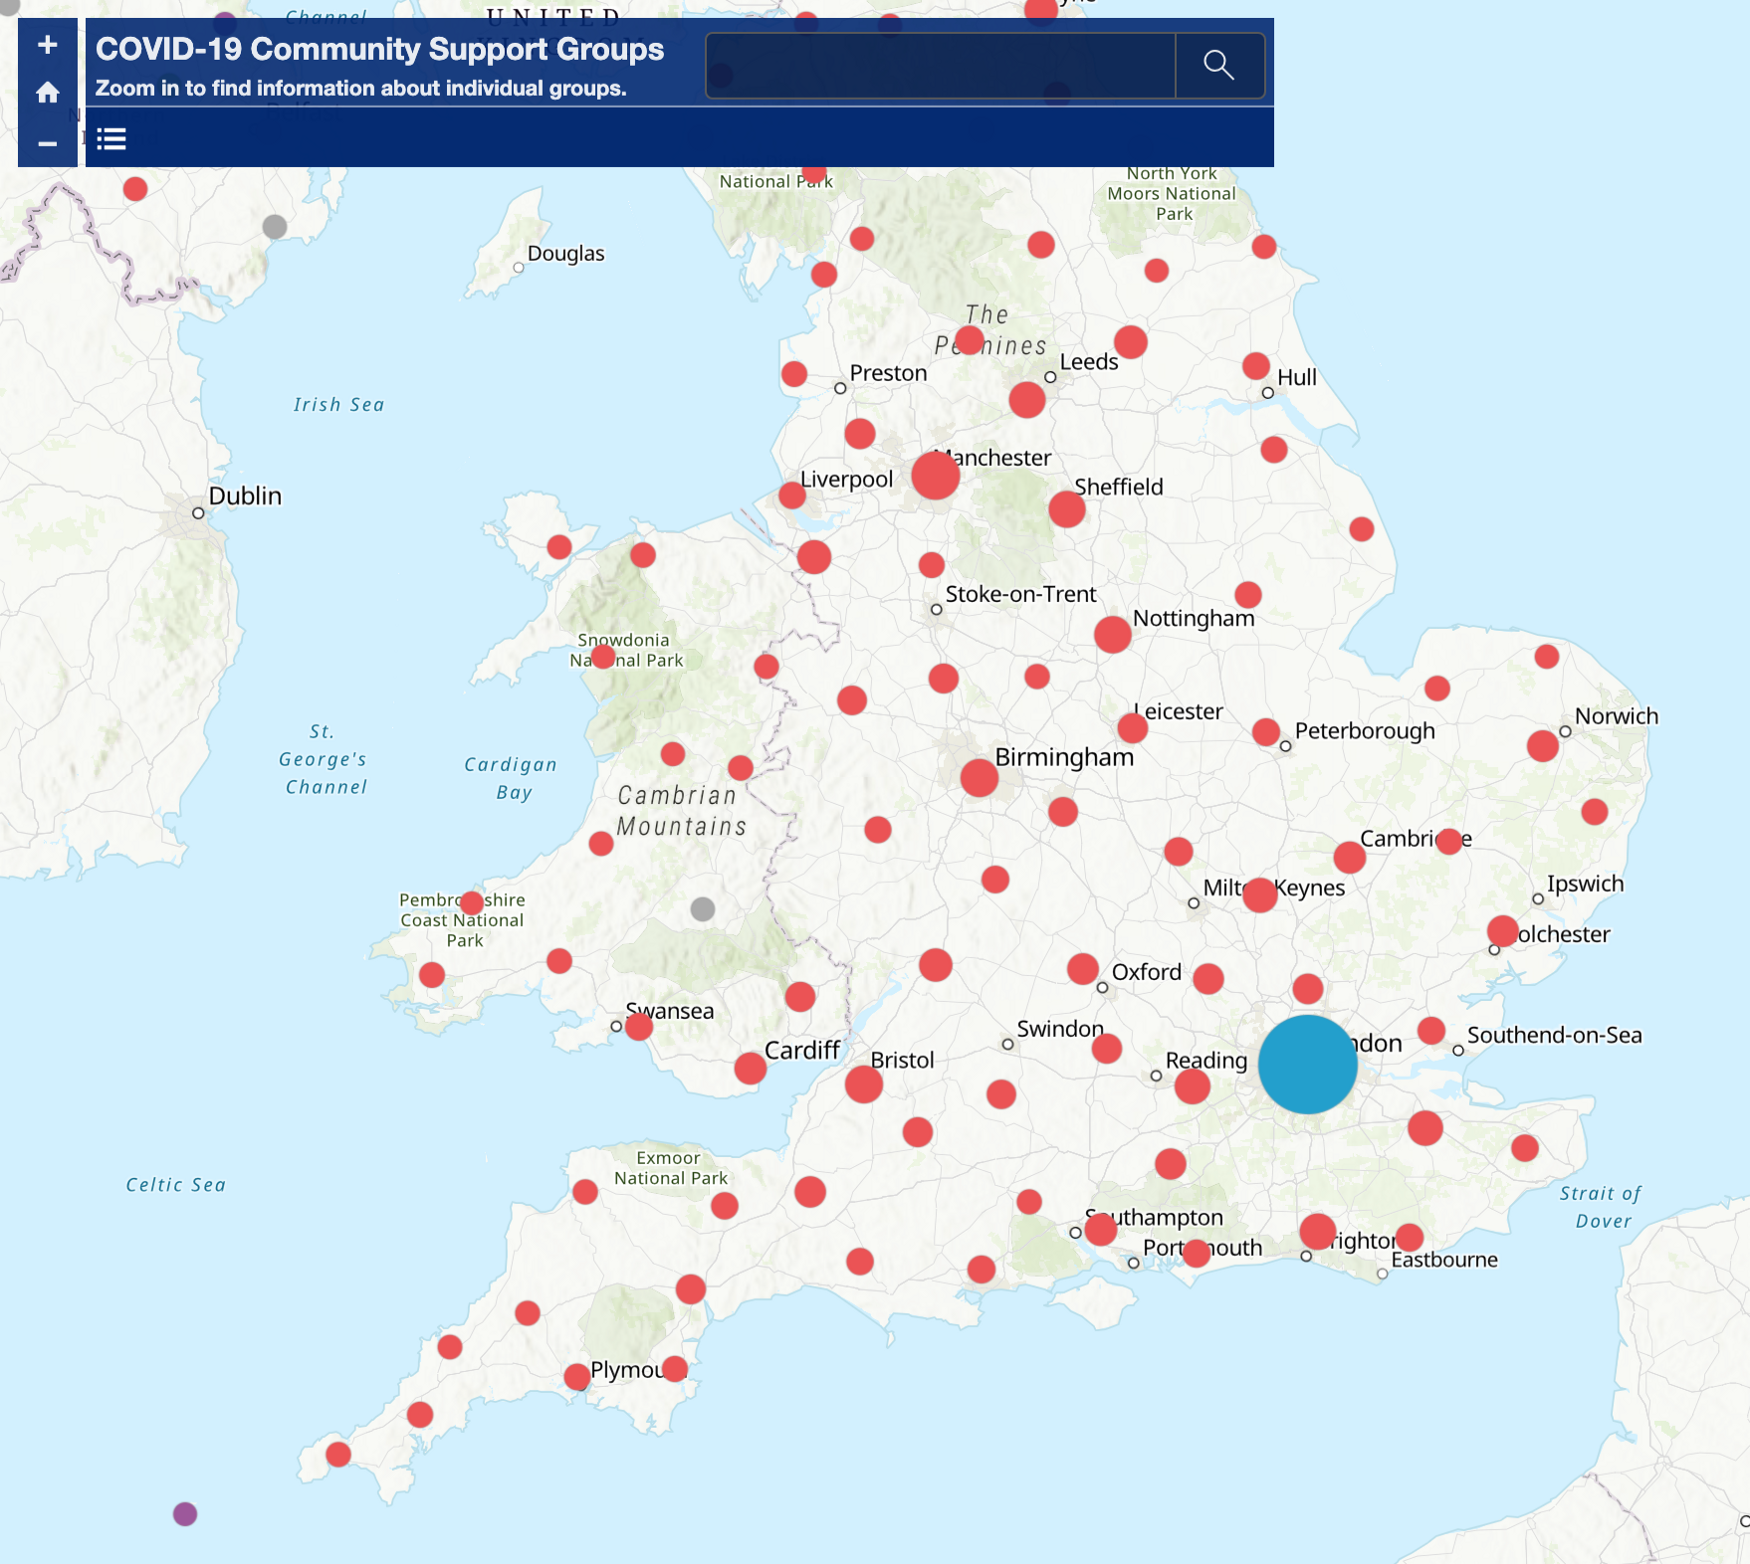 Channel
UNITED
COVID-19 Community Support Groups
Zoom in to find information about individual groups.
National Park
North York
Moors National
Park
Douglas
The
Pennines
Leeds
Preston
Hull
Irish Sea
Manchester
Liverpool
Sheffield
Dublin
Stoke-on-Trent
Nottingham
Snowdonia
National Park
Leicester
Norwich
Peterborough
St.
George's
Channel
Cardigan
Bay
Birmingham
Cambrian
Mountains
Cambridge
Milton Keynes
Ipswich
Pembrokeshire
Coast National
Park
Colchester
Oxford
Swansea
Swindon
Southend-on-Sea
London
Cardiff
Bristol
Reading
Exmoor
National Park
Celtic Sea
Strait of
Dover
Southampton
Portsmouth
Brighton
Eastbourne
Plymouth